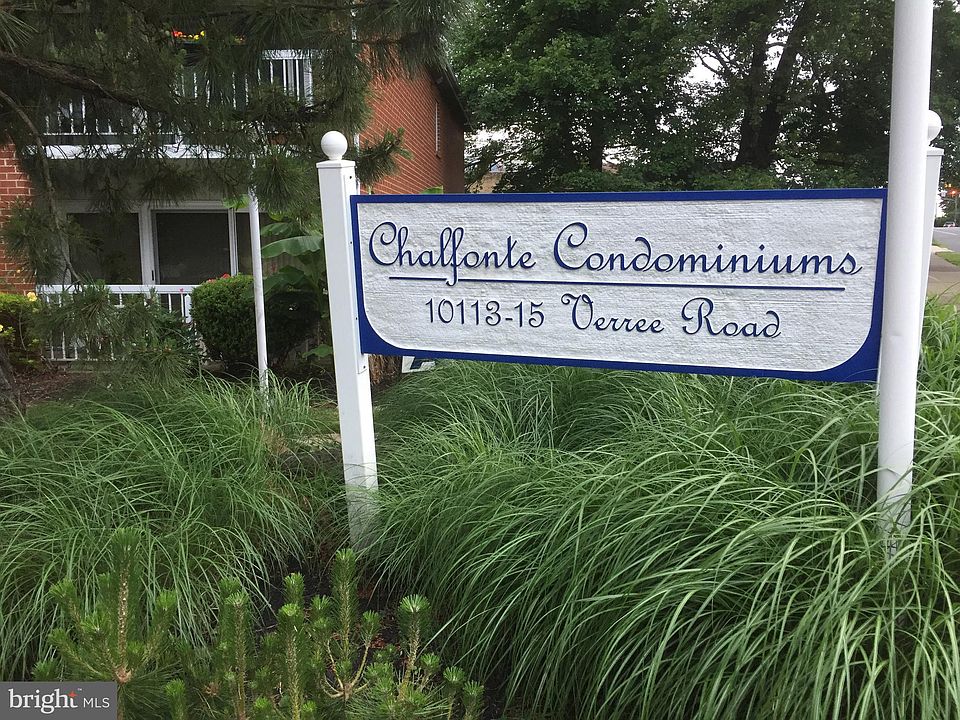 Chalfonte Condominiums
10113-15 Verree Road
bright MLS